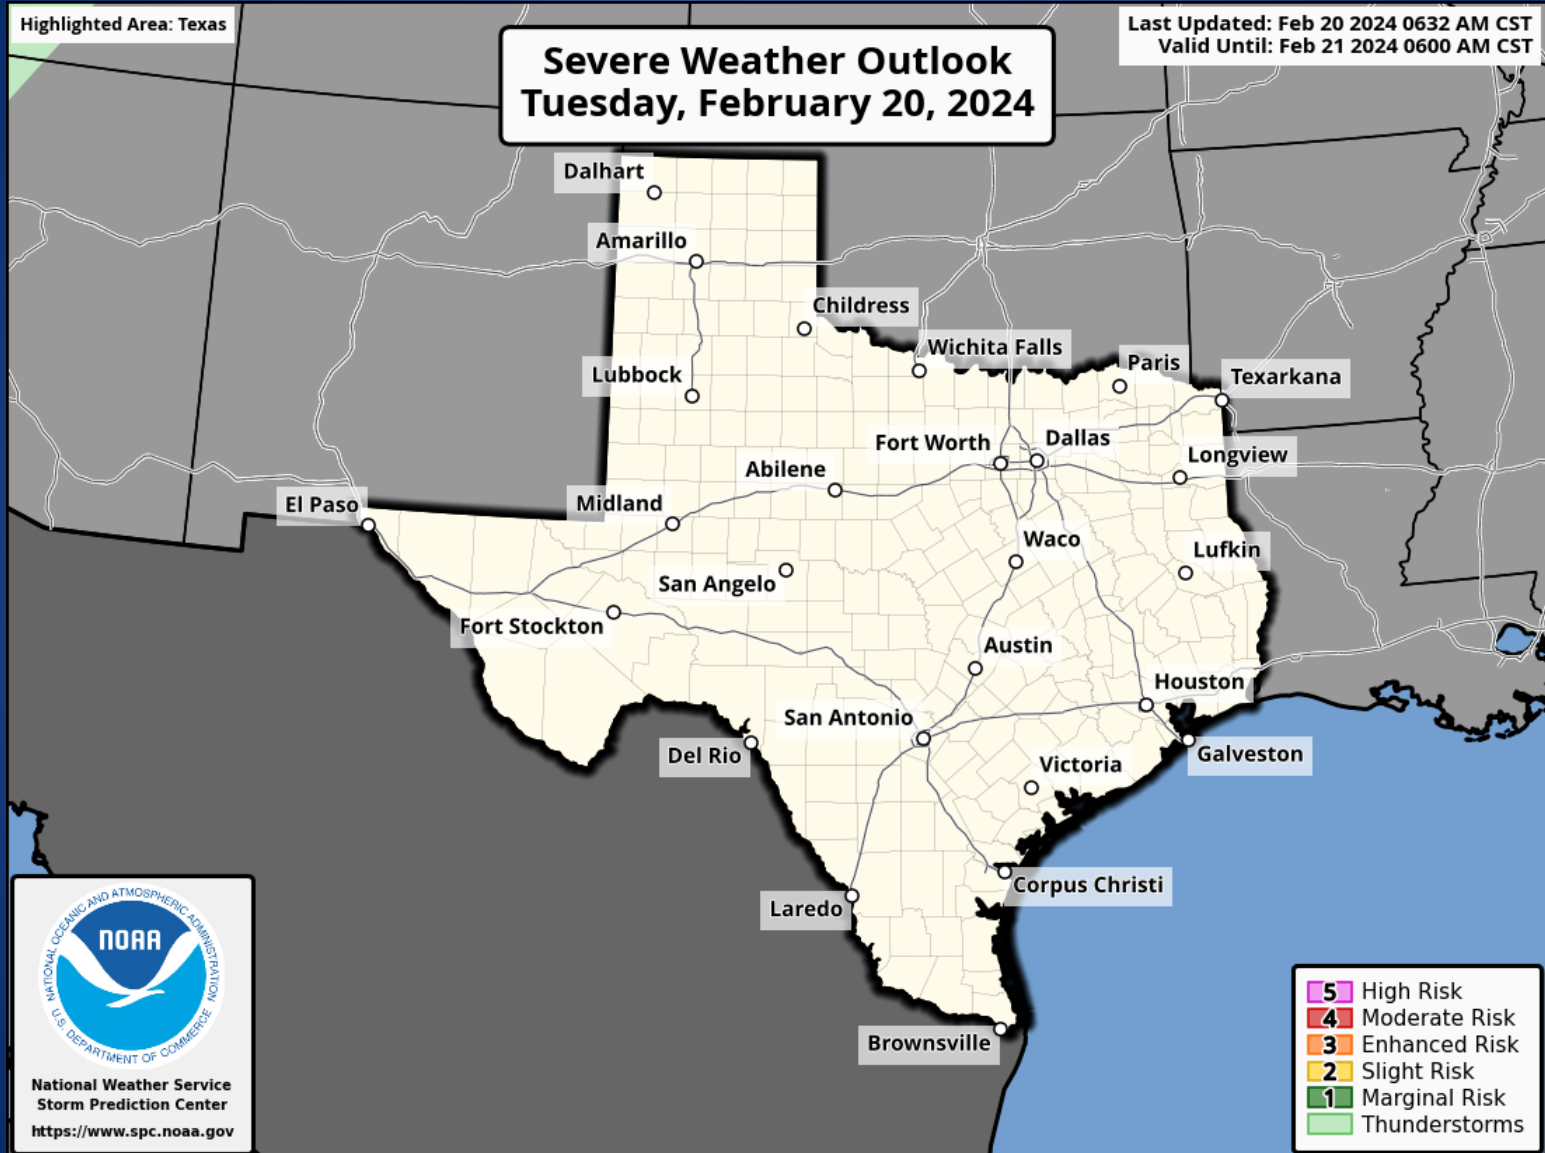 Highlighted Area: Texas
Last Updated: Feb 20 2024 0632 AM CST
Valid Until: Feb 21 2024 0600 AM CST
Severe Weather Outlook
Tuesday, February 20, 2024
Dalhart
Amarillo
Childress
Wichita Falls
Paris
Texarkana
Lubbock
Fort Worth
Dallas
Longview
Abilene
Midland
El Paso
Waco
Lufkin
San Angelo
Fort Stockton
Austin
Houston
San Antonio
Del Rio
Galveston
Victoria
Corpus Christi
Laredo
Brownsville
NATIONAL OCEANIC AND ATMOSPHERIC ADMINISTRATION
NOAA
U.S. DEPARTMENT OF COMMERCE
National Weather Service
Storm Prediction Center
https://www.spc.noaa.gov
5 High Risk
4 Moderate Risk
3 Enhanced Risk
2 Slight Risk
1 Marginal Risk
Thunderstorms